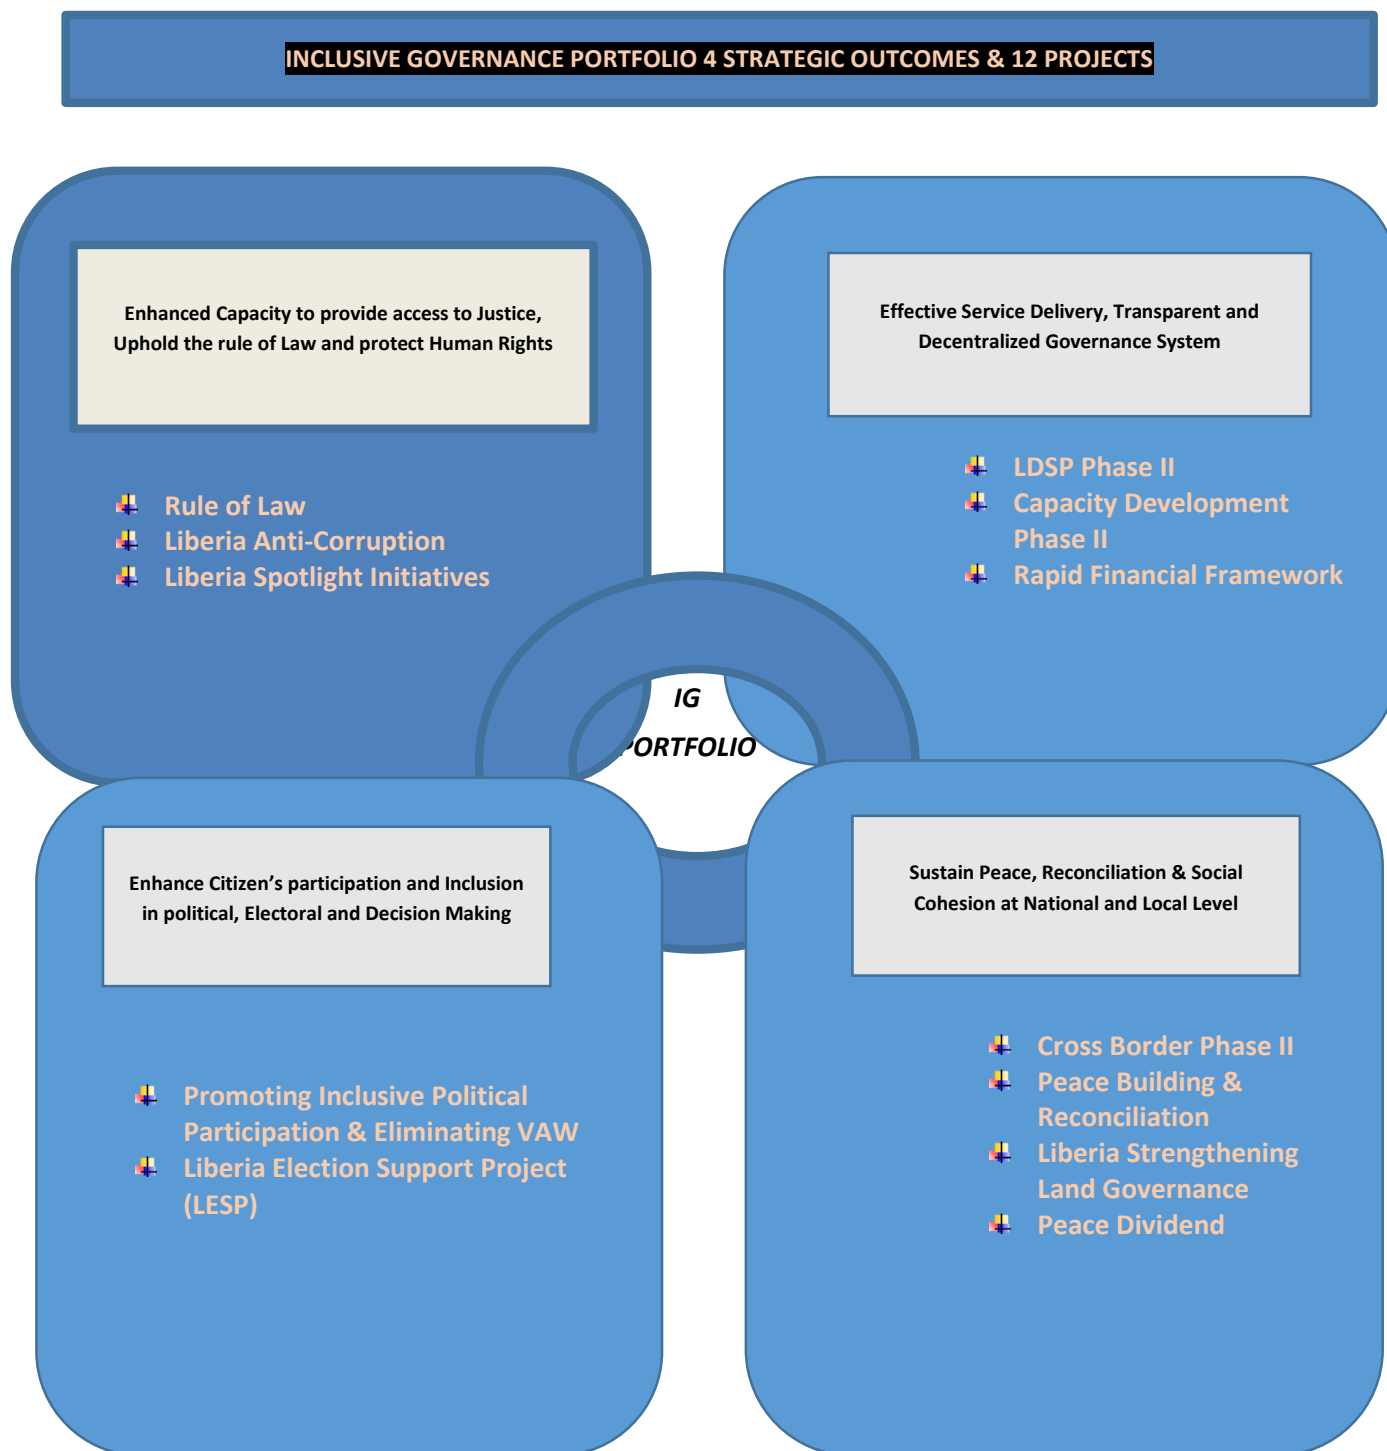 INCLUSIVE GOVERNANCE PORTFOLIO 4 STRATEGIC OUTCOMES & 12 PROJECTS
Enhanced Capacity to provide access to Justice,
Uphold the rule of Law and protect Human Rights
Rule of Law
Liberia Anti-Corruption
Liberia Spotlight Initiatives
Effective Service Delivery, Transparent and
Decentralized Governance System
LDSP Phase II
Capacity Development
Phase II
Rapid Financial Framework
IG
PORTFOLIO
Enhance Citizen’s participation and Inclusion
in political, Electoral and Decision Making
Promoting Inclusive Political
Participation & Eliminating VAW
Liberia Election Support Project
(LESP)
Sustain Peace, Reconciliation & Social
Cohesion at National and Local Level
Cross Border Phase II
Peace Building &
Reconciliation
Liberia Strengthening
Land Governance
Peace Dividend